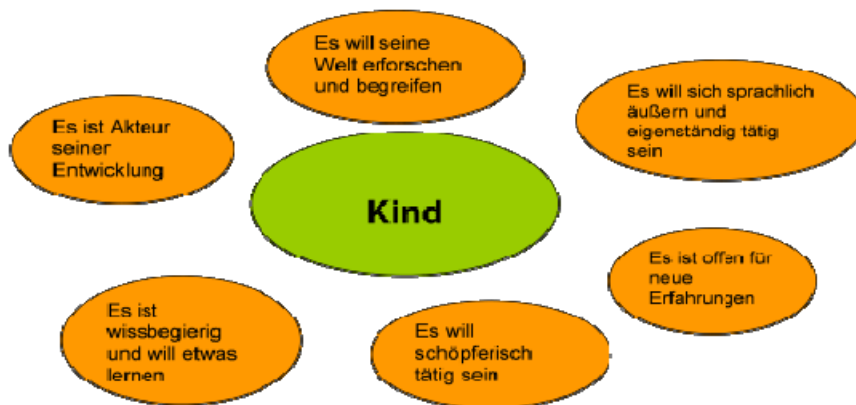 Es will seine
Welt erforschen
und begreifen
Es will sich sprachlich
äußern und
eigenständig tätig
sein
Es ist Akteur
seiner
Entwicklung
Kind
Es ist offen für
neue
Erfahrungen
Es ist
wissbegierig
und will etwas
lernen
Es will
schöpferisch
tätig sein